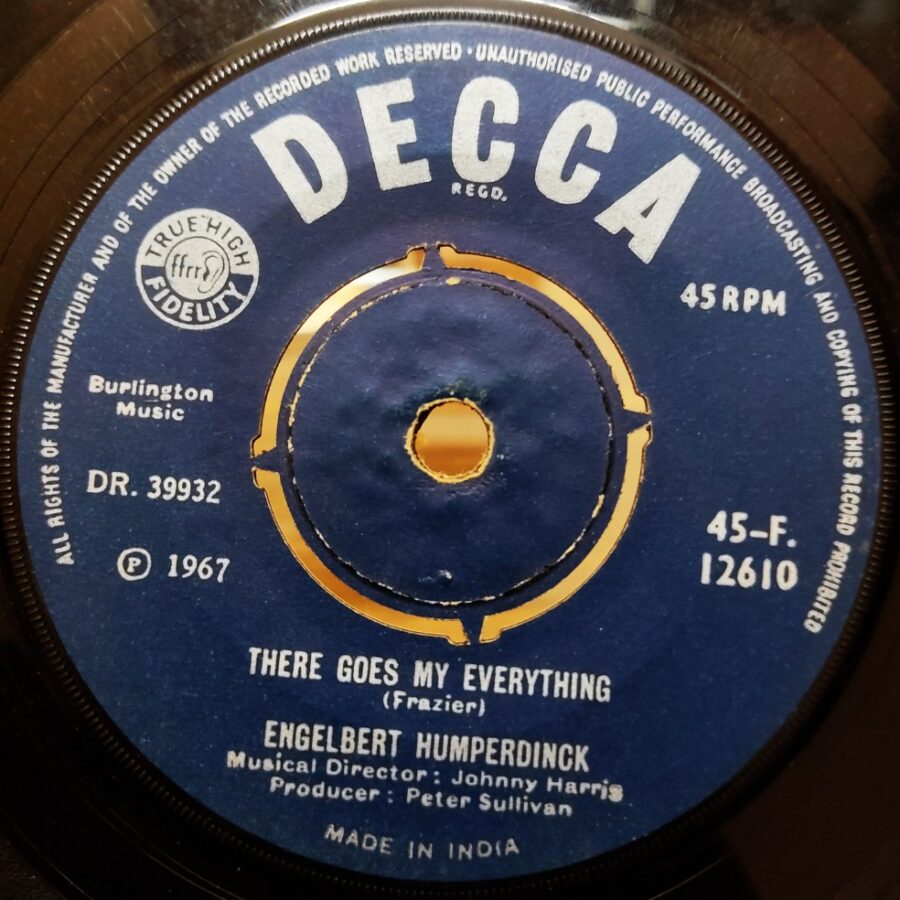 ALL RIGHTS OF THE MANUFACTURER AND OF THE OWNER OF THE RECORDED WORK RESERVED · UNAUTHORISED PUBLIC PERFORMANCE BROADCASTING AND COPYING OF THIS RECORD PROHIBITED
DECCA
REGD.
TRUE HIGH
ffrr
FIDELITY
45 RPM
Burlington
Music
DR. 39932
Ⓟ 1967
45-F.
12610
THERE GOES MY EVERYTHING
(Frazier)
ENGELBERT HUMPERDINCK
Musical Director: Johnny Harris
Producer: Peter Sullivan
MADE IN INDIA